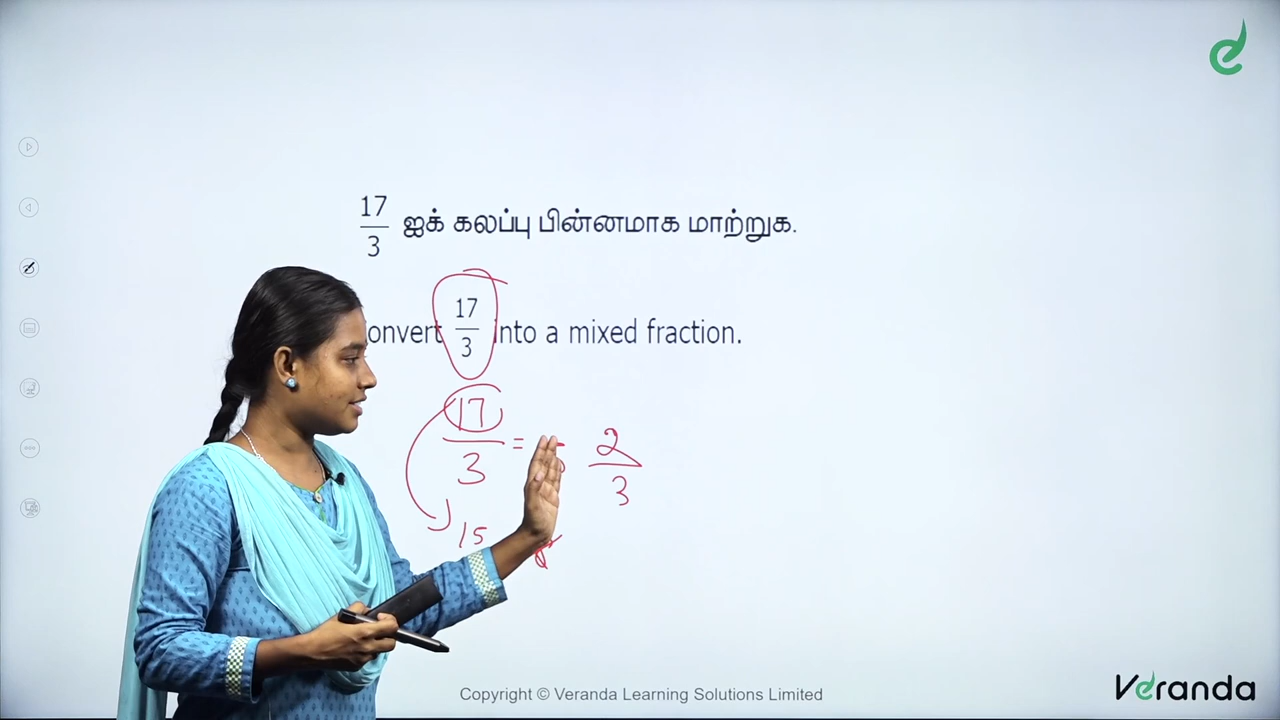 17/3 ஐக் கலப்பு பின்னமாக மாற்றுக.
onvert 17/3 into a mixed fraction.
17/3 = 2/3
15
Copyright © Veranda Learning Solutions Limited
Veranda